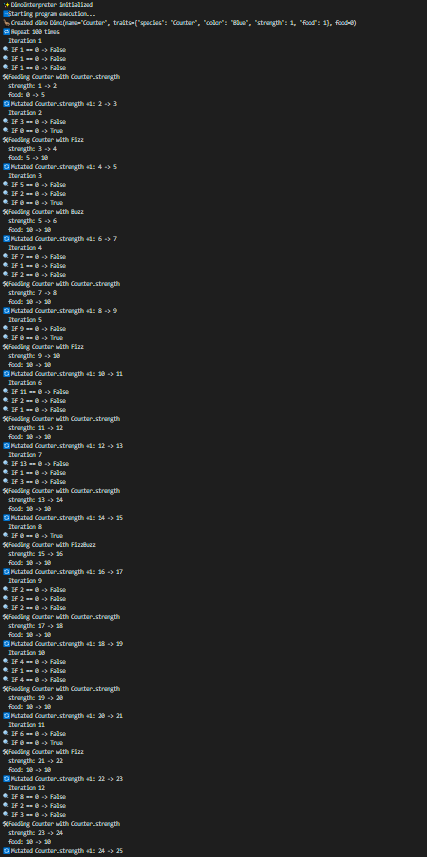 ✨DinoInterpreter initialized
➡️Starting program execution...
🦕 Created dino Dino(name="Counter", traits={"species": "Counter", "color": "Blue", "strength": 1, "food": 1}, food=0)
🔁 Repeat 100 times
Iteration 1
🔍 If 1 == 0 -> False
🔍 If 1 == 0 -> False
🔍 If 1 == 0 -> False
🛠Feeding Counter with Counter.strength
strength: 1 -> 2
food: 0 -> 5
🔄Mutated Counter.strength +1: 2 -> 3
Iteration 2
🔍 If 3 == 0 -> False
🔍 If 0 == 0 -> True
🛠Feeding Counter with Fizz
strength: 3 -> 4
food: 5 -> 10
🔄Mutated Counter.strength +1: 4 -> 5
Iteration 3
🔍 If 5 == 0 -> False
🔍 If 2 == 0 -> False
🔍 If 0 == 0 -> True
🛠Feeding Counter with Buzz
strength: 5 -> 6
food: 10 -> 10
🔄Mutated Counter.strength +1: 6 -> 7
Iteration 4
🔍 If 7 == 0 -> False
🔍 If 1 == 0 -> False
🔍 If 2 == 0 -> False
🛠Feeding Counter with Counter.strength
strength: 7 -> 8
food: 10 -> 10
🔄Mutated Counter.strength +1: 8 -> 9
Iteration 5
🔍 If 9 == 0 -> False
🔍 If 0 == 0 -> True
🛠Feeding Counter with Fizz
strength: 9 -> 10
food: 10 -> 10
🔄Mutated Counter.strength +1: 10 -> 11
Iteration 6
🔍 If 11 == 0 -> False
🔍 If 2 == 0 -> False
🔍 If 1 == 0 -> False
🛠Feeding Counter with Counter.strength
strength: 11 -> 12
food: 10 -> 10
🔄Mutated Counter.strength +1: 12 -> 13
Iteration 7
🔍 If 13 == 0 -> False
🔍 If 1 == 0 -> False
🔍 If 3 == 0 -> False
🛠Feeding Counter with Counter.strength
strength: 13 -> 14
food: 10 -> 10
🔄Mutated Counter.strength +1: 14 -> 15
Iteration 8
🔍 If 0 == 0 -> True
🛠Feeding Counter with FizzBuzz
strength: 15 -> 16
food: 10 -> 10
🔄Mutated Counter.strength +1: 16 -> 17
Iteration 9
🔍 If 2 == 0 -> False
🔍 If 2 == 0 -> False
🔍 If 2 == 0 -> False
🛠Feeding Counter with Counter.strength
strength: 17 -> 18
food: 10 -> 10
🔄Mutated Counter.strength +1: 18 -> 19
Iteration 10
🔍 If 4 == 0 -> False
🔍 If 1 == 0 -> False
🔍 If 4 == 0 -> False
🛠Feeding Counter with Counter.strength
strength: 19 -> 20
food: 10 -> 10
🔄Mutated Counter.strength +1: 20 -> 21
Iteration 11
🔍 If 6 == 0 -> False
🔍 If 0 == 0 -> True
🛠Feeding Counter with Fizz
strength: 21 -> 22
food: 10 -> 10
🔄Mutated Counter.strength +1: 22 -> 23
Iteration 12
🔍 If 8 == 0 -> False
🔍 If 2 == 0 -> False
🔍 If 3 == 0 -> False
🛠Feeding Counter with Counter.strength
strength: 23 -> 24
food: 10 -> 10
🔄Mutated Counter.strength +1: 24 -> 25